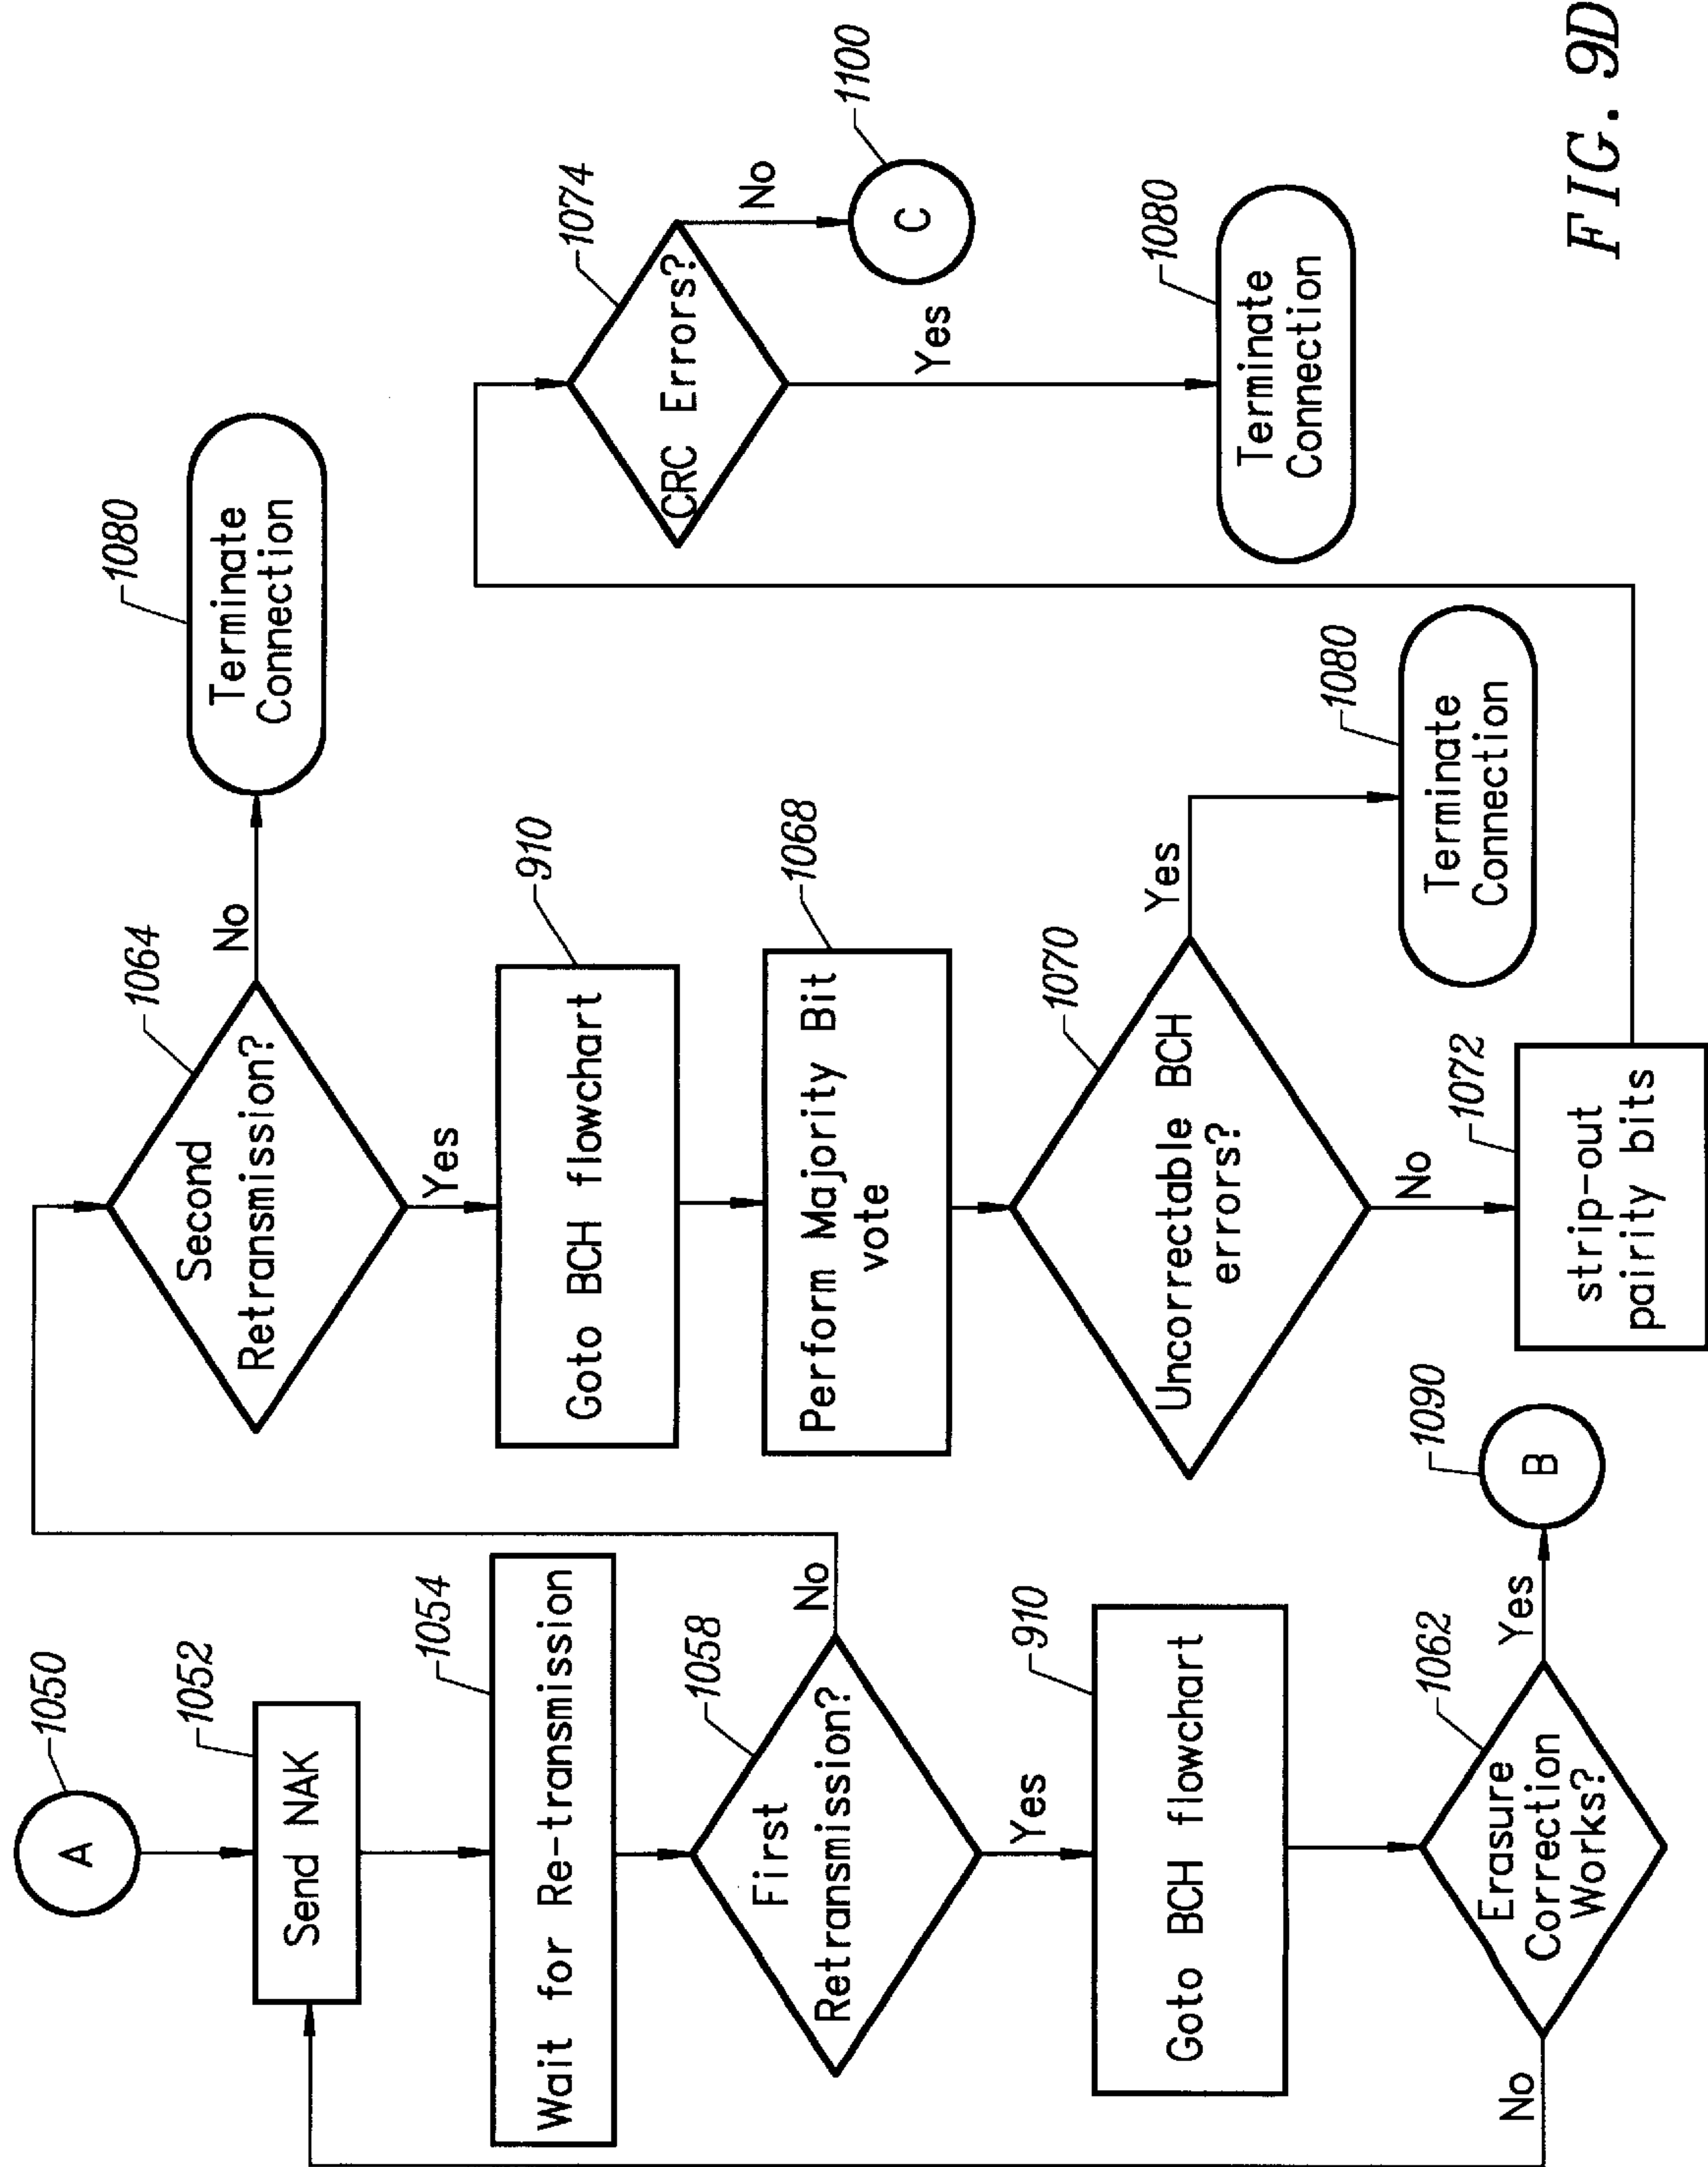 A
1050
Send NAK
1052
Wait for Re-transmission
1054
First
Retransmission?
1058
No
Yes
Goto BCH flowchart
910
Erasure
Correction
Works?
1062
No
Yes
B
1090
Second
Retransmission?
1064
No
Terminate
Connection
1080
Yes
Goto BCH flowchart
910
Perform Majority Bit
vote
1068
Uncorrectable BCH
errors?
1070
Yes
Terminate
Connection
1080
No
strip-out
pairity bits
1072
CRC Errors?
1074
No
C
1100
Yes
Terminate
Connection
1080
FIG. 9D